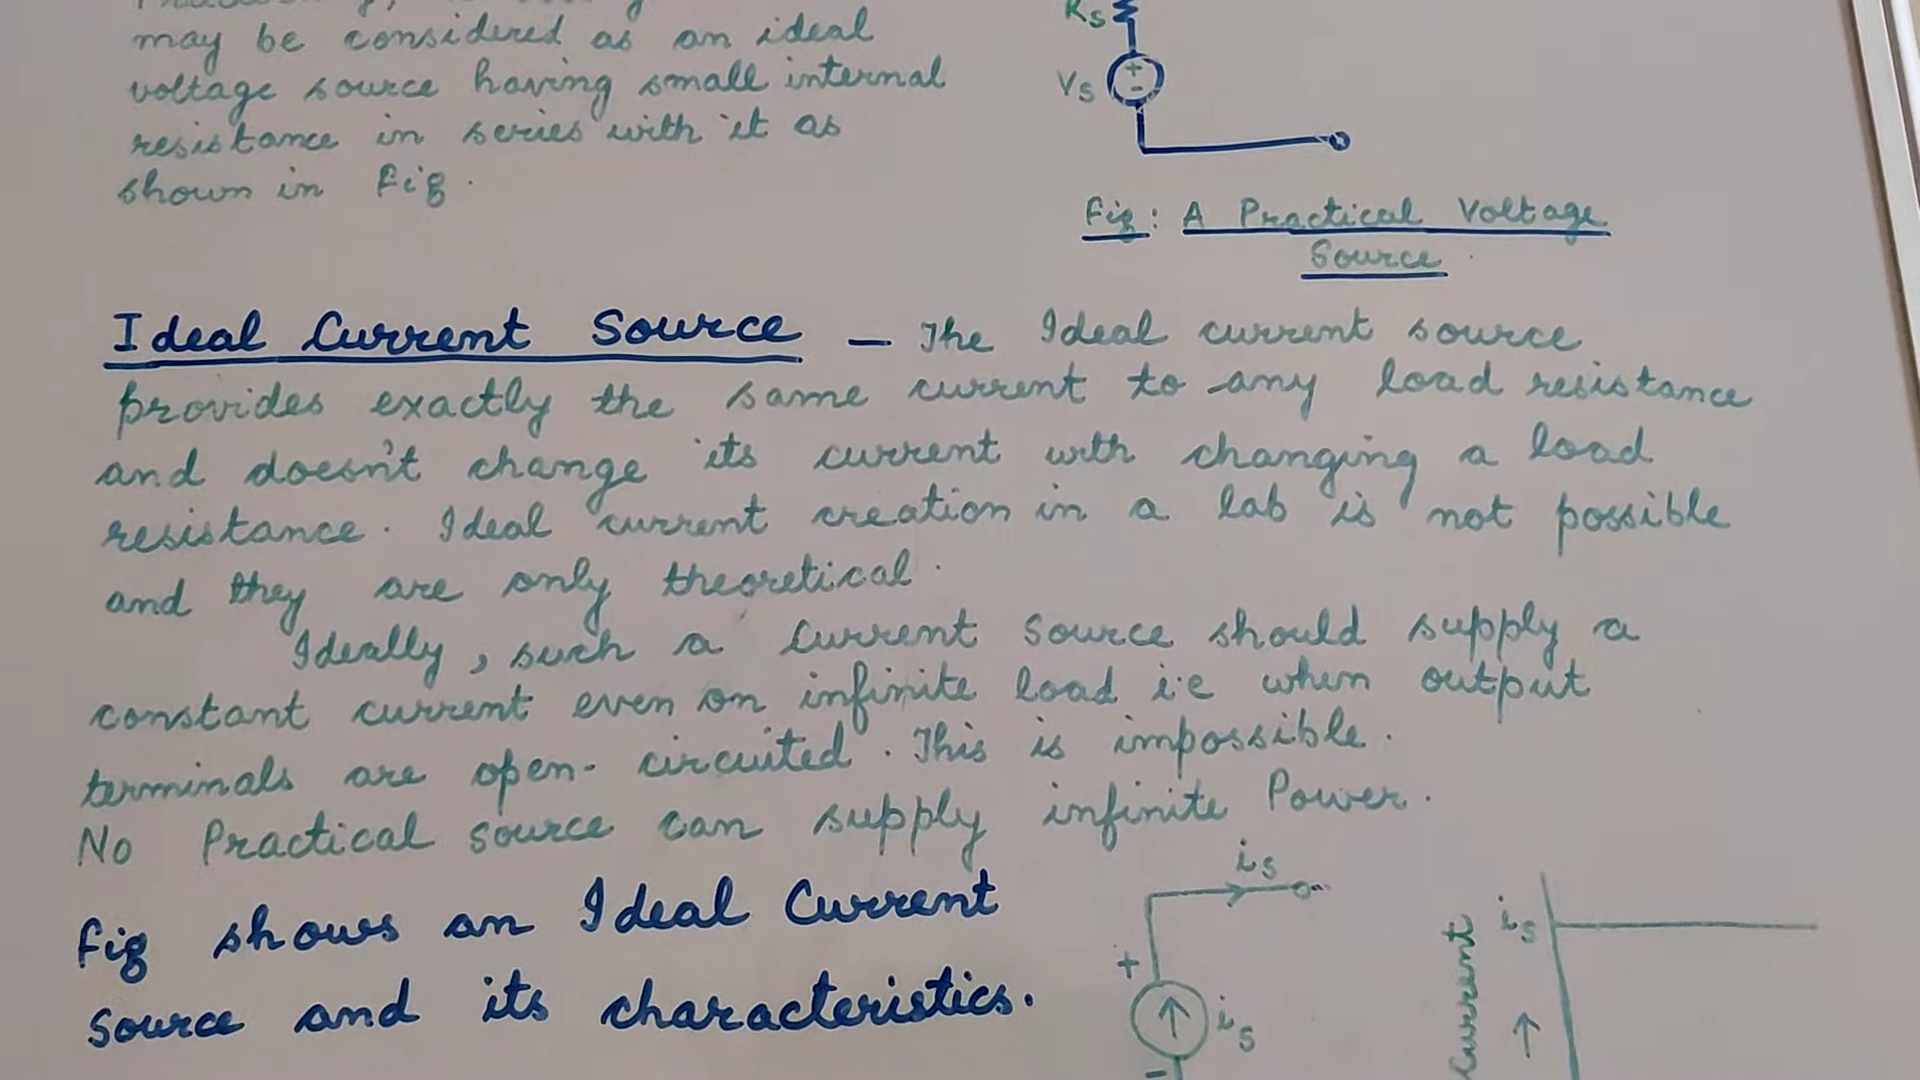 may be considered as an ideal
voltage source having small internal
resistance in series with it as
shown in Fig.
Rs
Vs
+
-
Fig: A Practical Voltage
Source
Ideal Current Source — The Ideal current source
provides exactly the same current to any load resistance
and doesn't change its current with changing a load
resistance. Ideal current creation in a lab is not possible
and they are only theoretical.
Ideally, such a current source should supply a
constant current even on infinite load i.e when output
terminals are open-circuited. This is impossible.
No Practical source can supply infinite Power.
Fig shows an Ideal Current
Source and its characteristics.
is
+
is
-
is
Current